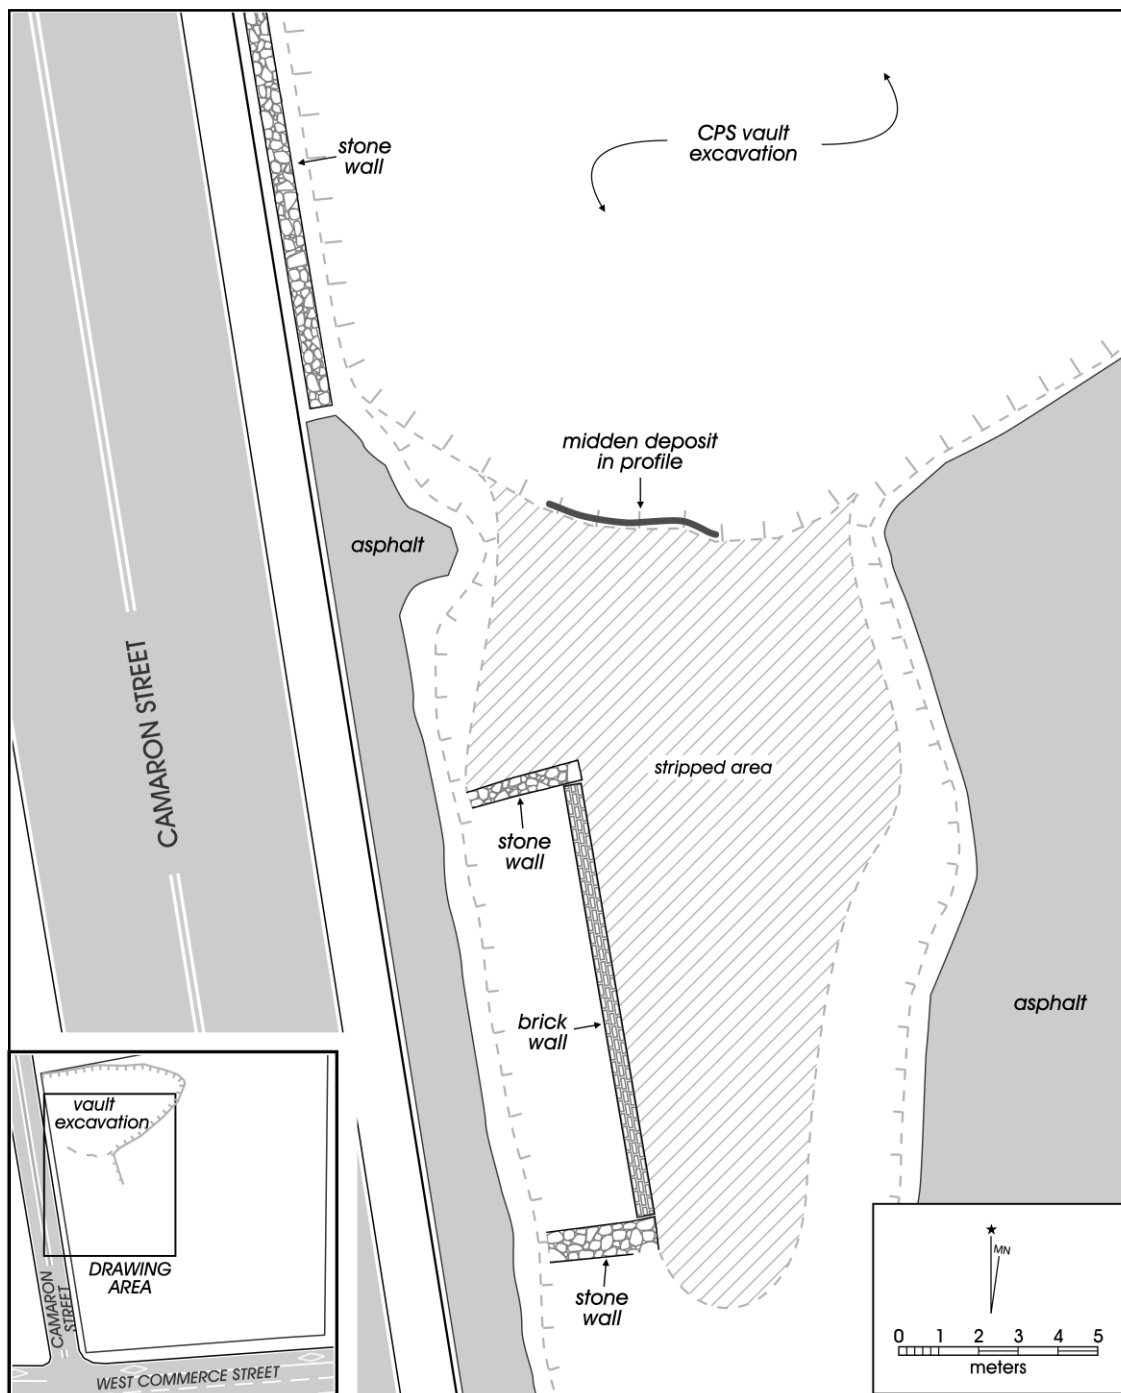 CPS vault
excavation
stone
wall
midden deposit
in profile
asphalt
CAMARON STREET
stripped area
stone
wall
brick
wall
asphalt
stone
wall
vault
excavation
DRAWING
AREA
CAMARON
STREET
WEST COMMERCE STREET
MN
0 1 2 3 4 5
meters